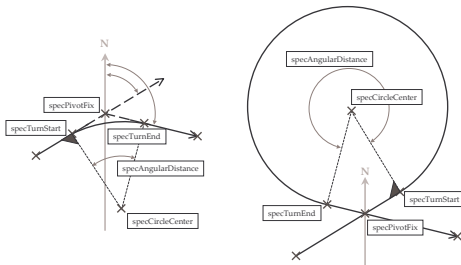 N
specPivotFix
specTurnStart
specTurnEnd
specAngularDistance
specCircleCenter
specAngularDistance
specCircleCenter
N
specTurnStart
specTurnEnd
specPivotFix